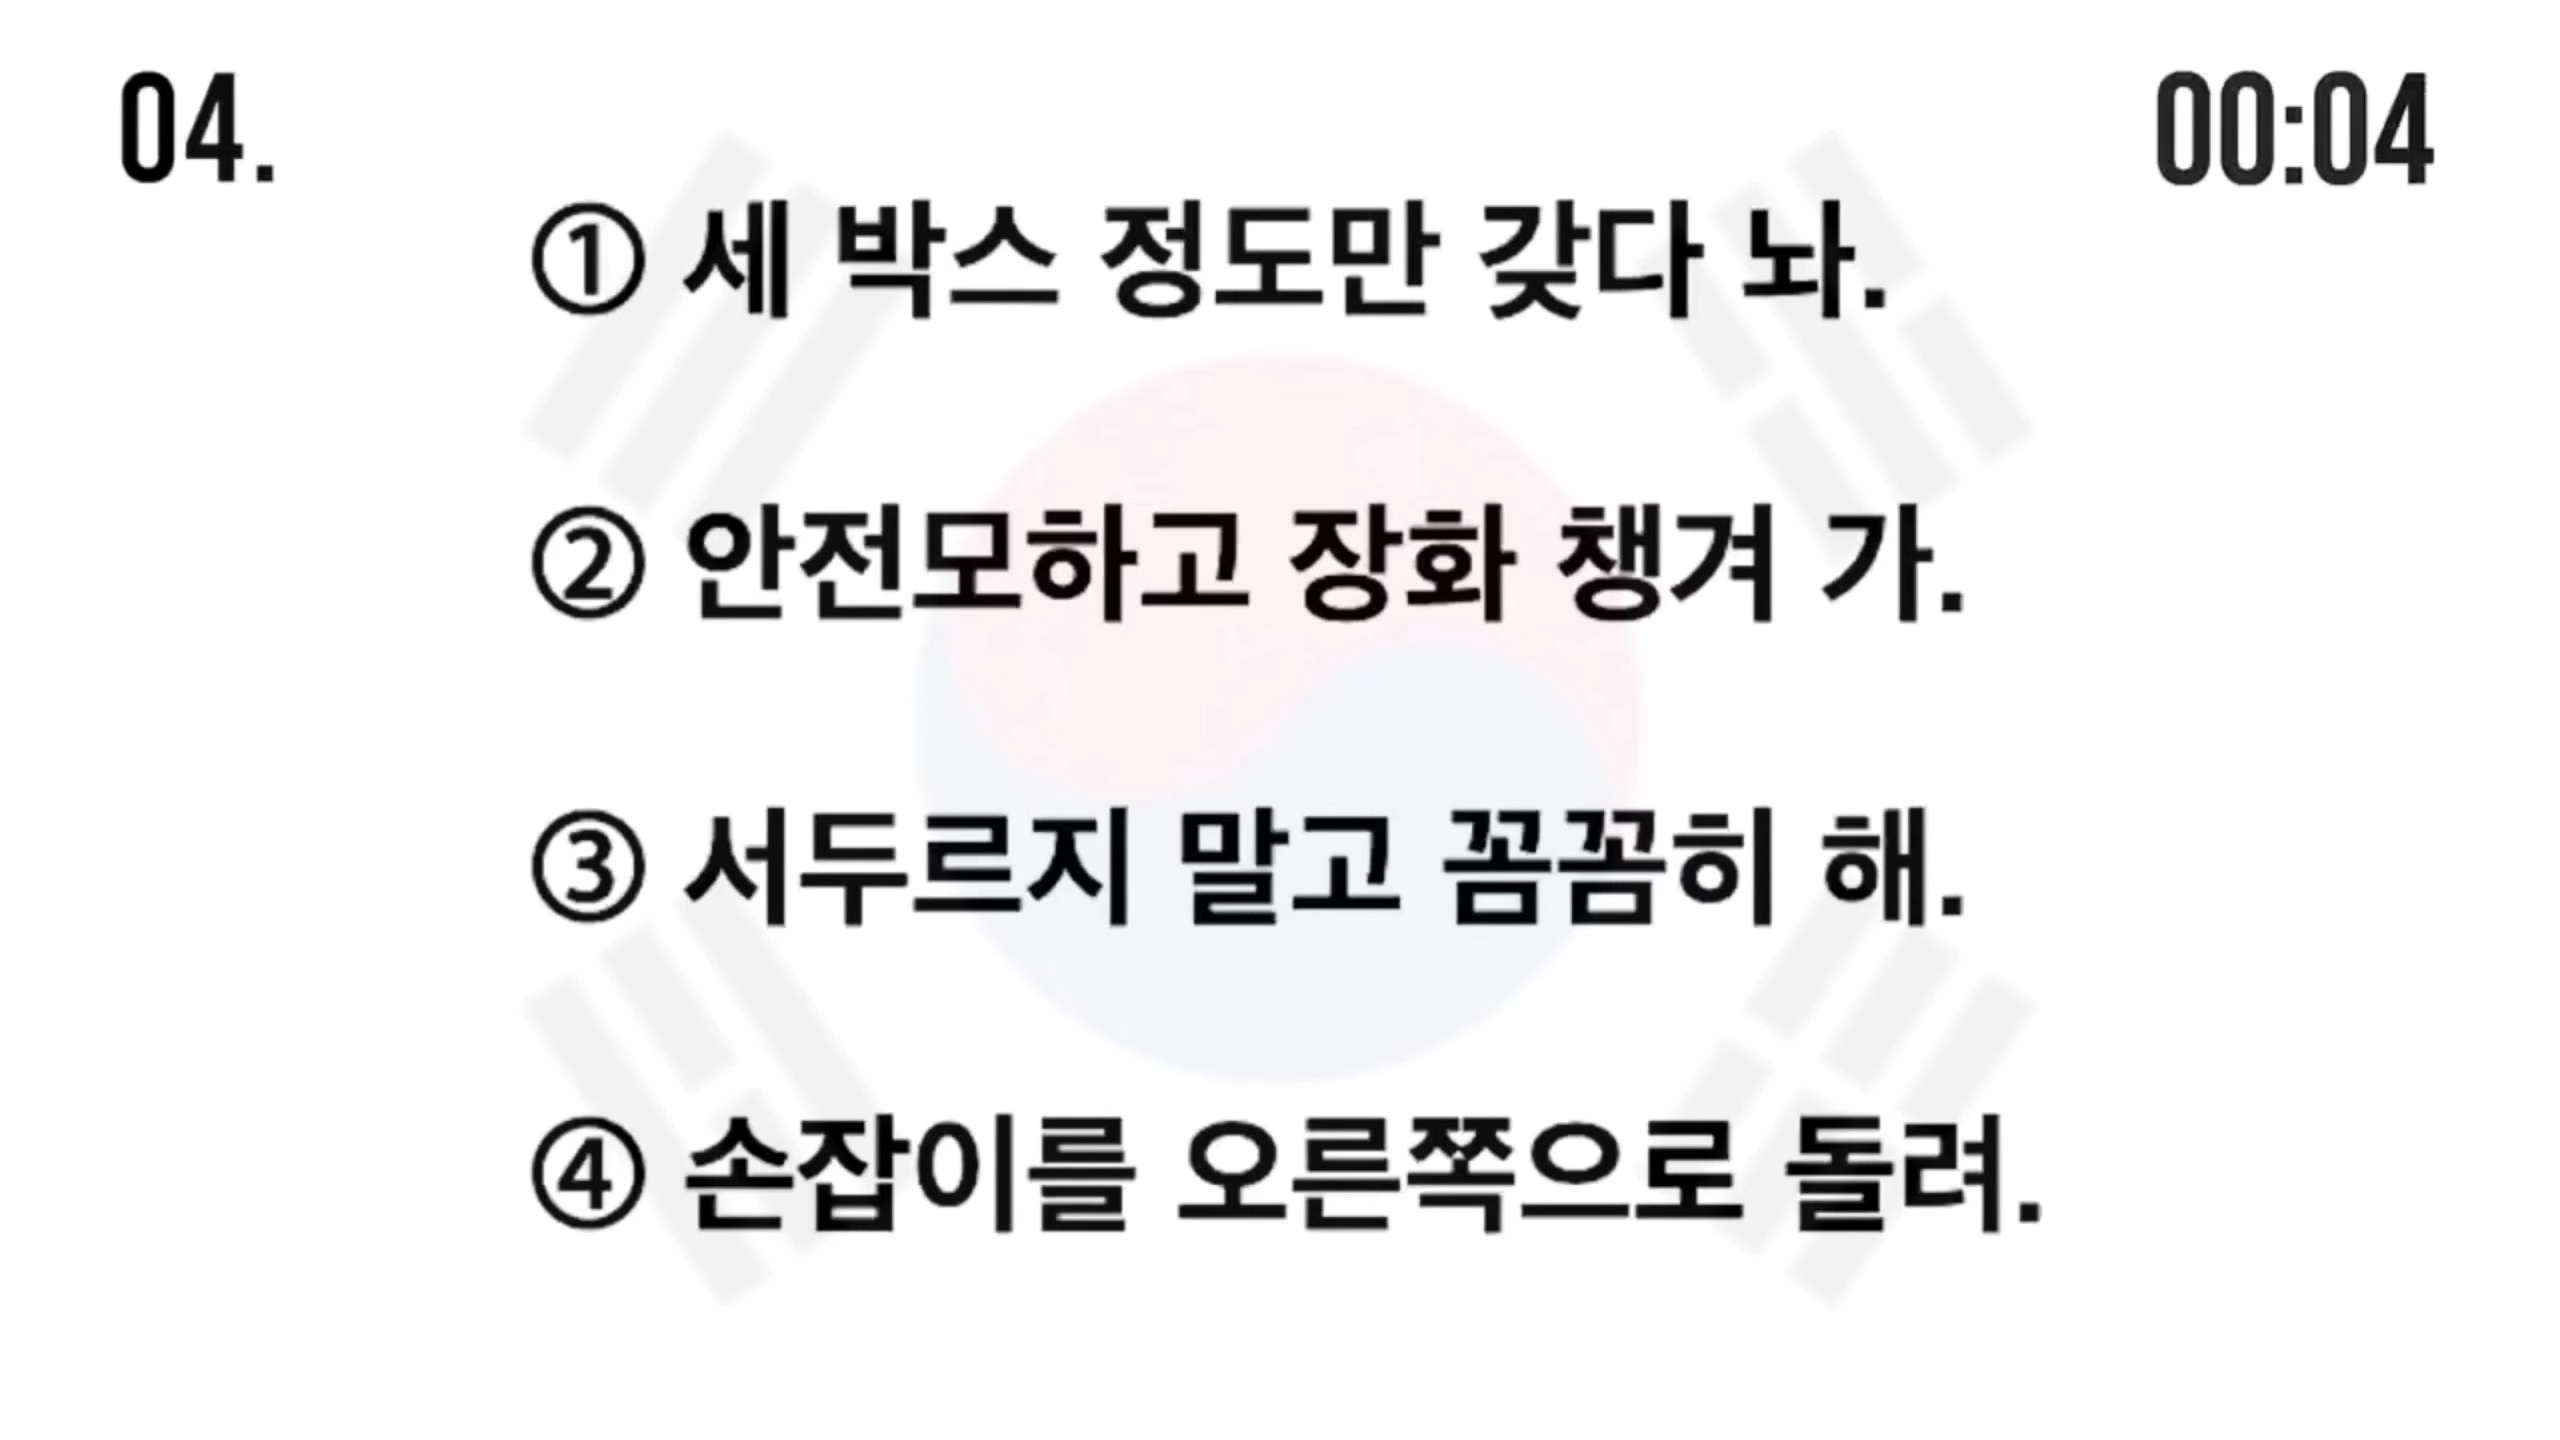 04.
00:04
① 세 박스 정도만 갖다 놔.
② 안전모하고 장화 챙겨 가.
③ 서두르지 말고 꼼꼼히 해.
④ 손잡이를 오른쪽으로 돌려.